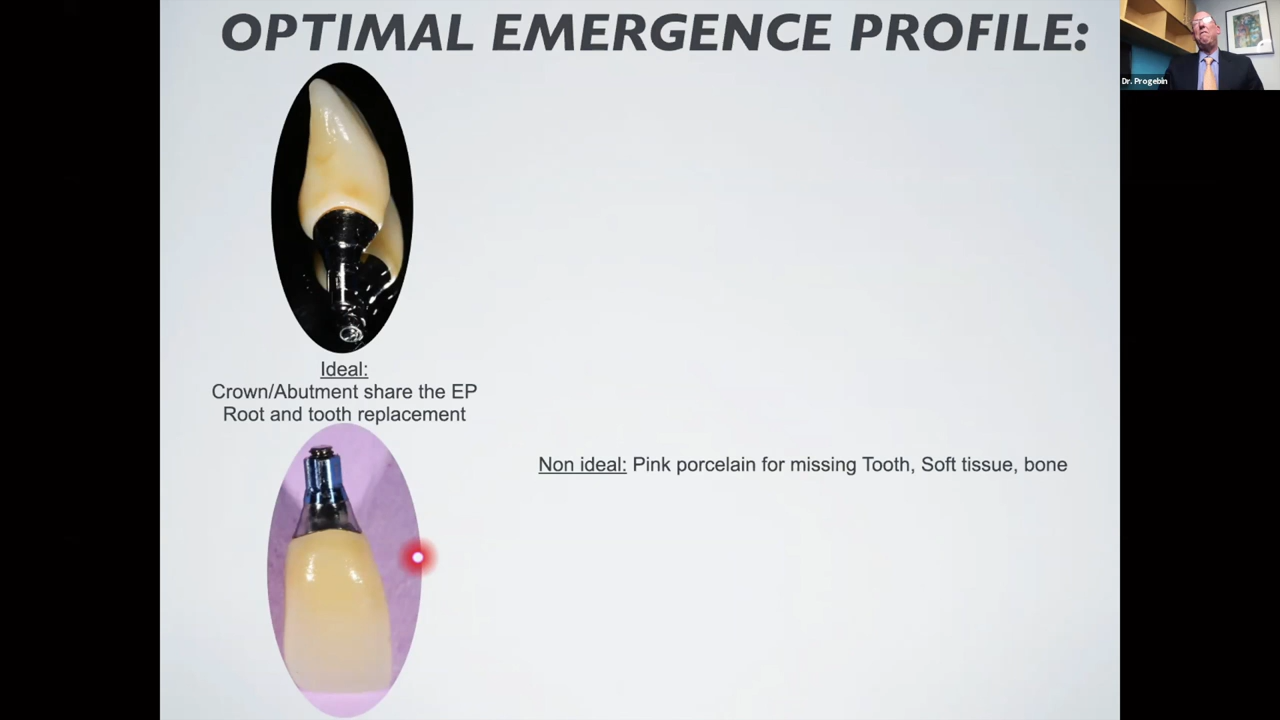 OPTIMAL EMERGENCE PROFILE:
Dr. Progebin
Ideal:
Crown/Abutment share the EP
Root and tooth replacement
Non ideal: Pink porcelain for missing Tooth, Soft tissue, bone